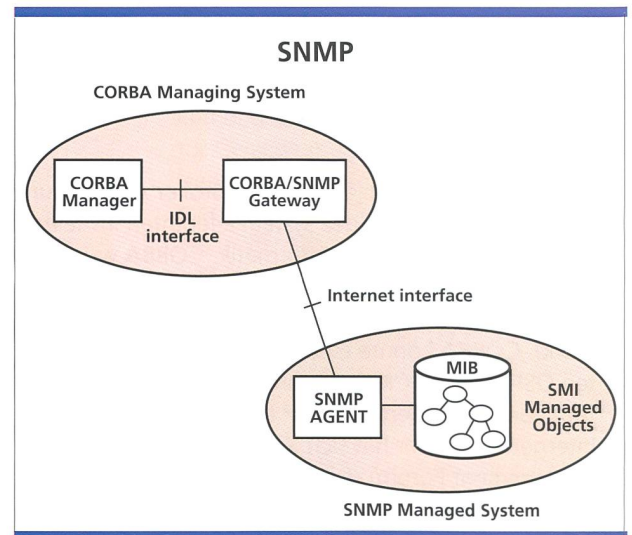 SNMP
CORBA Managing System
CORBA
Manager
IDL
interface
CORBA/SNMP
Gateway
Internet interface
SNMP
AGENT
MIB
SMI
Managed
Objects
SNMP Managed System